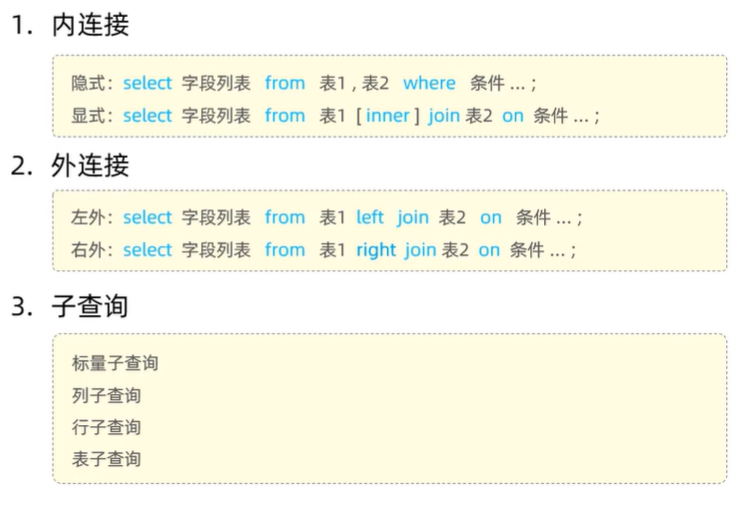 1. 内连接
隐式：select 字段列表 from 表1 , 表2 where 条件 ... ;
显式：select 字段列表 from 表1 [ inner ] join 表2 on 条件 ... ;
2. 外连接
左外：select 字段列表 from 表1 left join 表2 on 条件 ... ;
右外：select 字段列表 from 表1 right join 表2 on 条件 ... ;
3. 子查询
标量子查询
列子查询
行子查询
表子查询